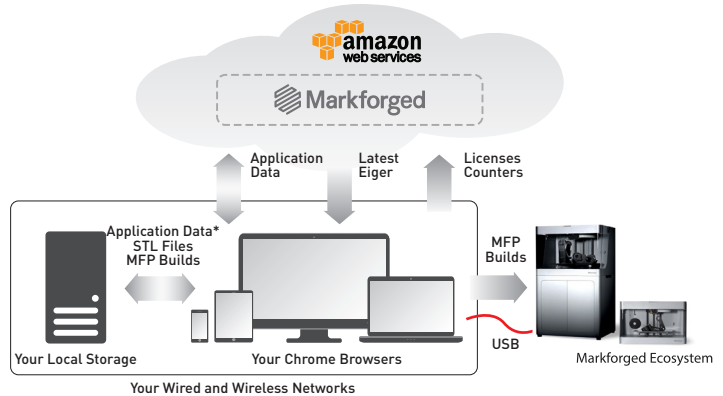 amazon
web services
Markforged
Application
Data
Latest
Eiger
Licenses
Counters
Application Data*
STL Files
MFP Builds
MFP
Builds
USB
Your Local Storage
Your Chrome Browsers
Markforged Ecosystem
Your Wired and Wireless Networks